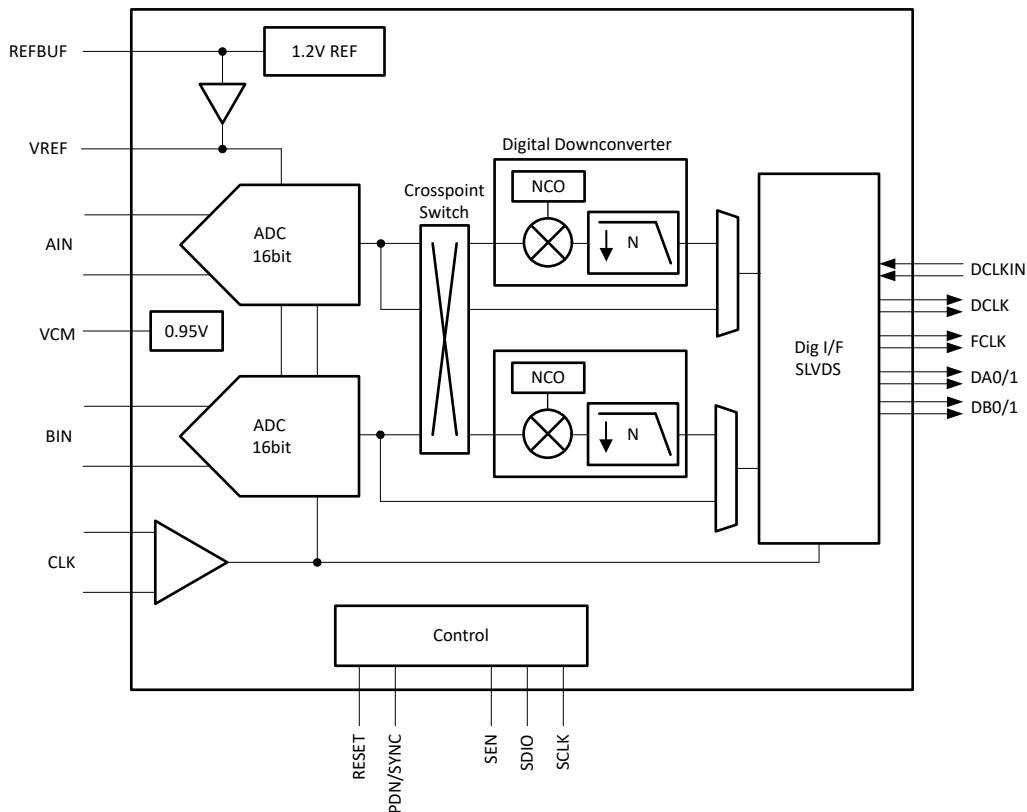 REFBUF
1.2V REF
VREF
Digital Downconverter
Crosspoint
Switch
NCO
N
ADC
16bit
AIN
VCM
0.95V
DCLKIN
DCLK
FCLK
DA0/1
DB0/1
Dig I/F
SLVDS
NCO
N
ADC
16bit
BIN
CLK
Control
RESET
PDN/SYNC
SEN
SDIO
SCLK